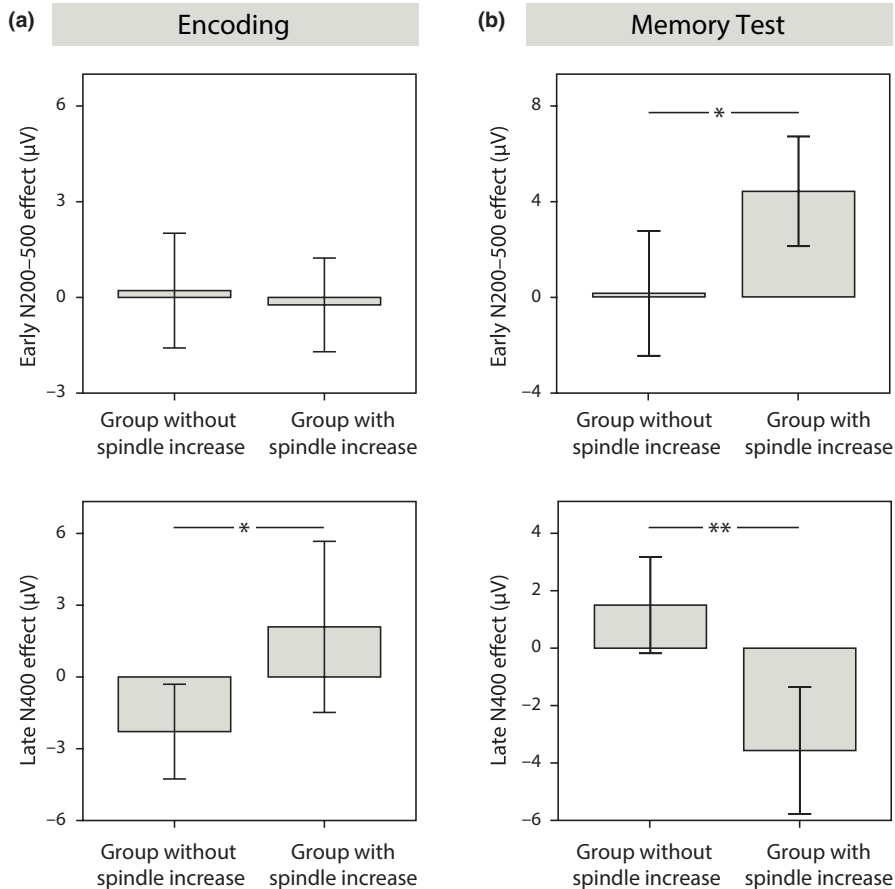 (a)
Encoding
(b)
Memory Test
Early N200–500 effect (µV)
6
3
0
–3
Group without
spindle increase
Group with
spindle increase
Early N200–500 effect (µV)
8
4
0
–4
*
Group without
spindle increase
Group with
spindle increase
Late N400 effect (µV)
6
3
0
–3
–6
*
Group without
spindle increase
Group with
spindle increase
Late N400 effect (µV)
4
2
0
–2
–4
–6
**
Group without
spindle increase
Group with
spindle increase